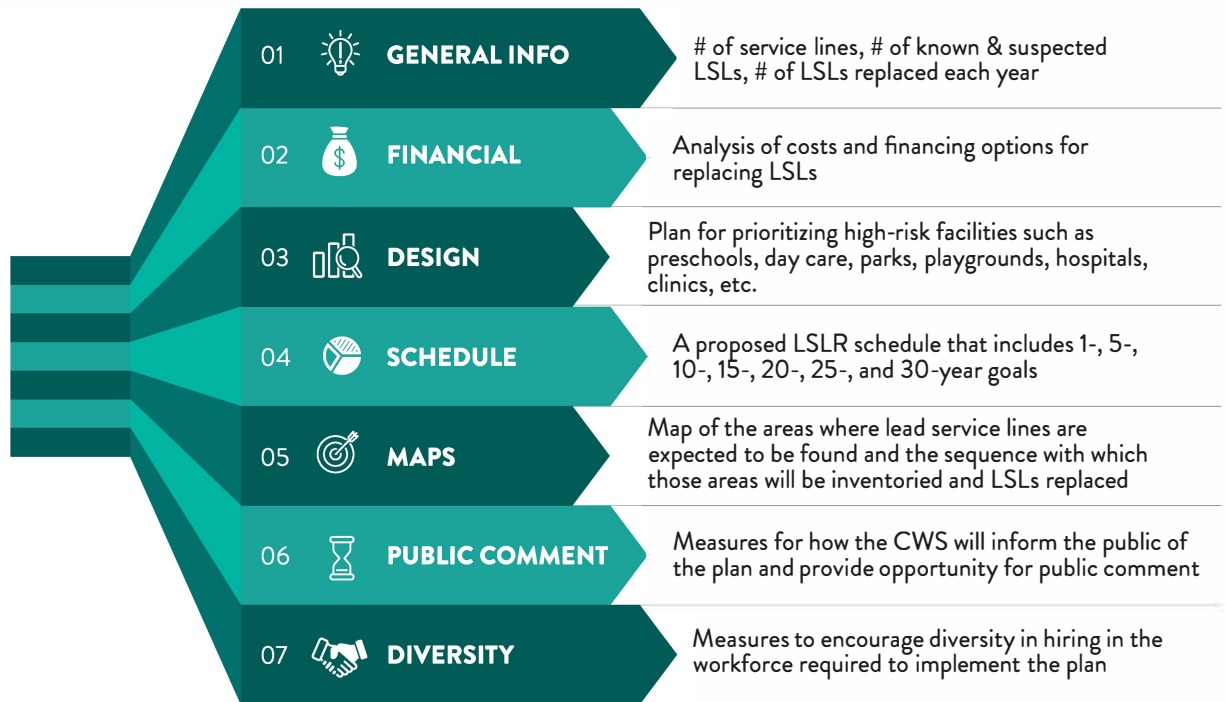 01 GENERAL INFO
# of service lines, # of known & suspected
LSLs, # of LSLs replaced each year
02 $ FINANCIAL
Analysis of costs and financing options for
replacing LSLs
03 DESIGN
Plan for prioritizing high-risk facilities such as
preschools, day care, parks, playgrounds, hospitals,
clinics, etc.
04 SCHEDULE
A proposed LSLR schedule that includes 1-, 5-,
10-, 15-, 20-, 25-, and 30-year goals
05 MAPS
Map of the areas where lead service lines are
expected to be found and the sequence with which
those areas will be inventoried and LSLs replaced
06 PUBLIC COMMENT
Measures for how the CWS will inform the public of
the plan and provide opportunity for public comment
07 DIVERSITY
Measures to encourage diversity in hiring in the
workforce required to implement the plan